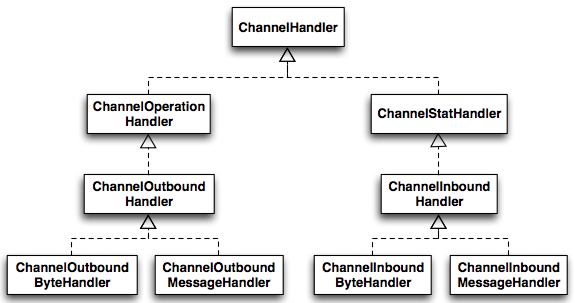 ChannelHandler
ChannelOperation
Handler
ChannelStatHandler
ChannelOutbound
Handler
ChannelInbound
Handler
ChannelOutbound
ByteHandler
ChannelOutbound
MessageHandler
ChannelInbound
ByteHandler
ChannelInbound
MessageHandler